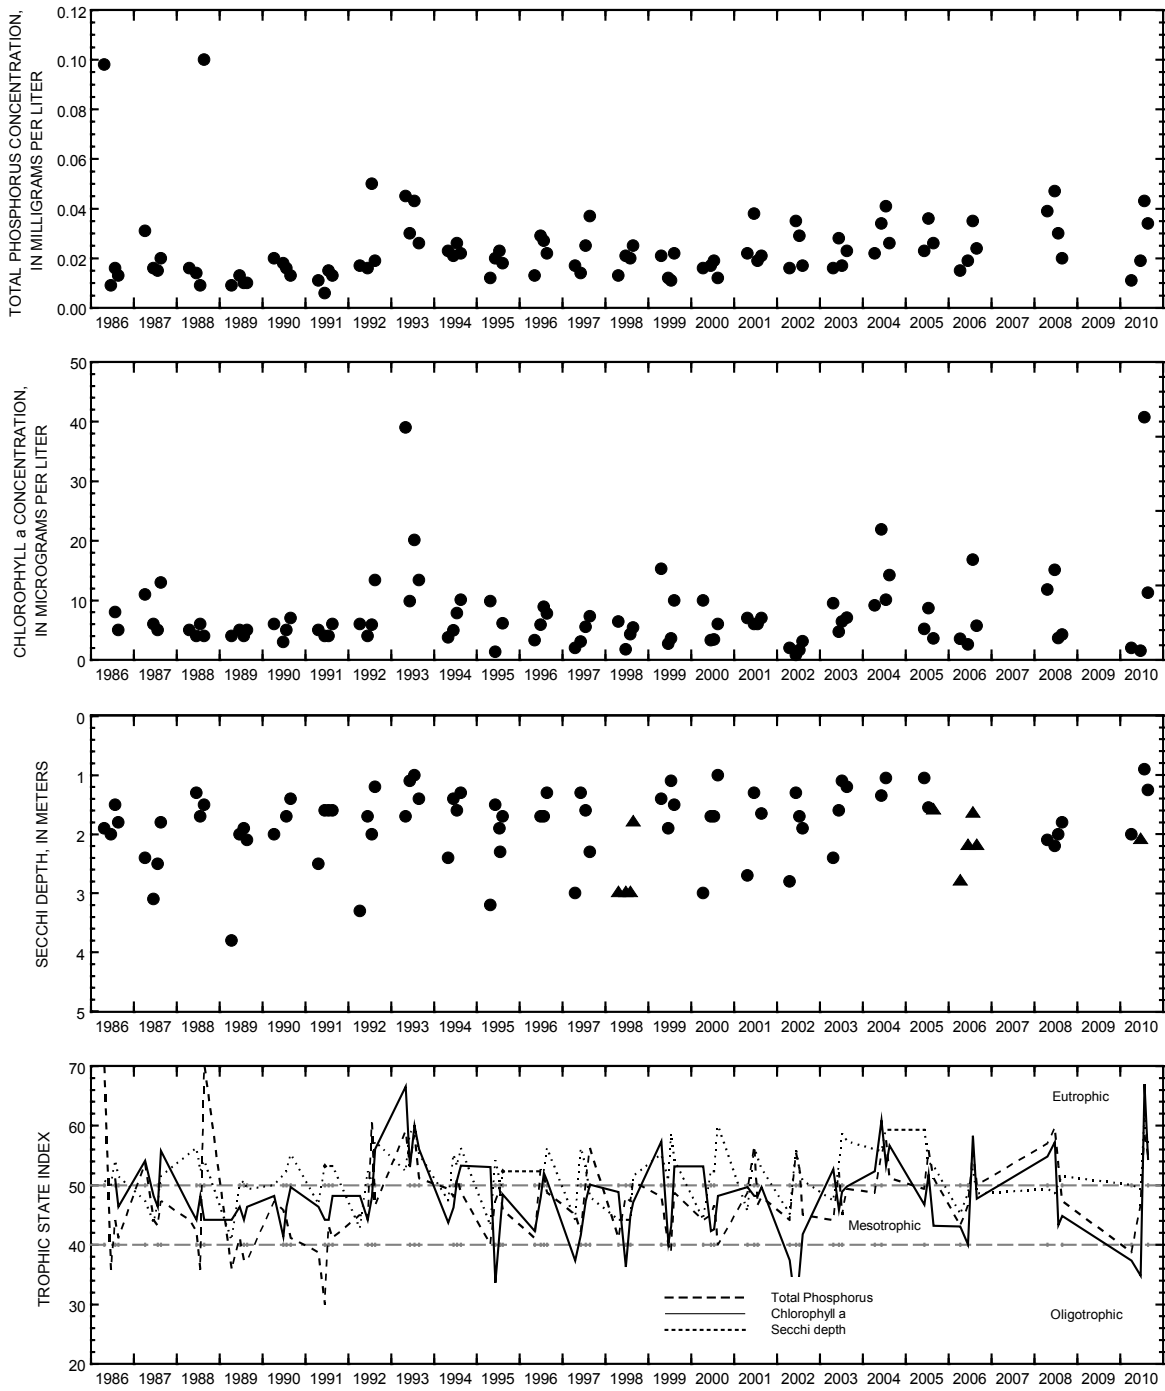 TOTAL PHOSPHORUS CONCENTRATION,
IN MILLIGRAMS PER LITER
0.12
0.10
0.08
0.06
0.04
0.02
0.00
1986 1987 1988 1989 1990 1991 1992 1993 1994 1995 1996 1997 1998 1999 2000 2001 2002 2003 2004 2005 2006 2007 2008 2009 2010
CHLOROPHYLL a CONCENTRATION,
IN MICROGRAMS PER LITER
50
40
30
20
10
0
1986 1987 1988 1989 1990 1991 1992 1993 1994 1995 1996 1997 1998 1999 2000 2001 2002 2003 2004 2005 2006 2007 2008 2009 2010
SECCHI DEPTH, IN METERS
0
1
2
3
4
5
1986 1987 1988 1989 1990 1991 1992 1993 1994 1995 1996 1997 1998 1999 2000 2001 2002 2003 2004 2005 2006 2007 2008 2009 2010
TROPHIC STATE INDEX
70
60
50
40
30
20
Eutrophic
Mesotrophic
Oligotrophic
Total Phosphorus
Chlorophyll a
Secchi depth
1986 1987 1988 1989 1990 1991 1992 1993 1994 1995 1996 1997 1998 1999 2000 2001 2002 2003 2004 2005 2006 2007 2008 2009 2010